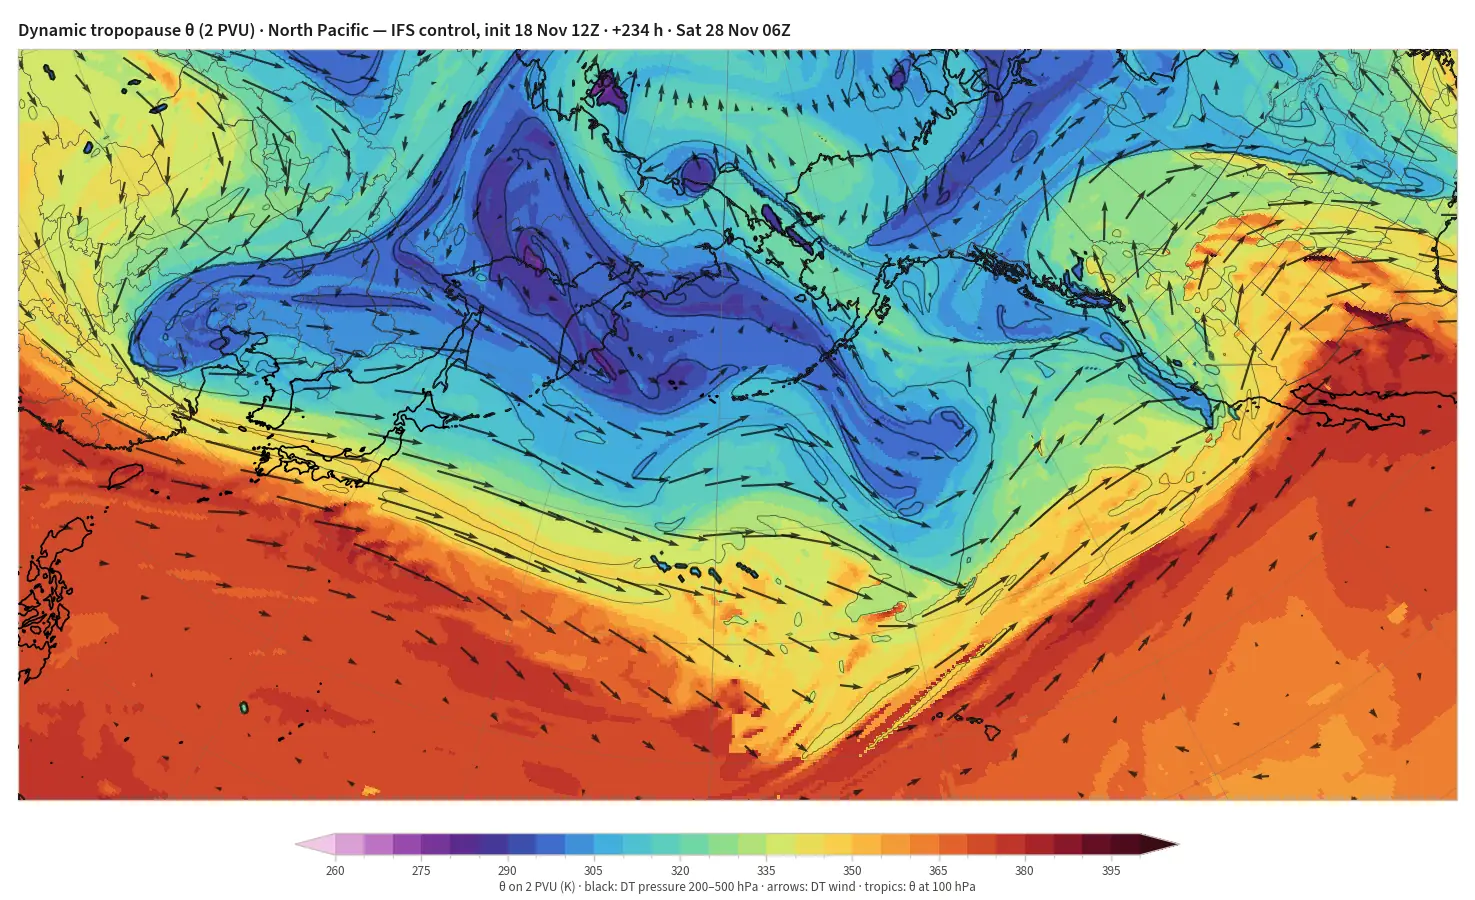 Dynamic tropopause θ (2 PVU) · North Pacific — IFS control, init 18 Nov 12Z · +234 h · Sat 28 Nov 06Z
260 275 290 305 320 335 350 365 380 395
θ on 2 PVU (K) · black: DT pressure 200–500 hPa · arrows: DT wind · tropics: θ at 100 hPa